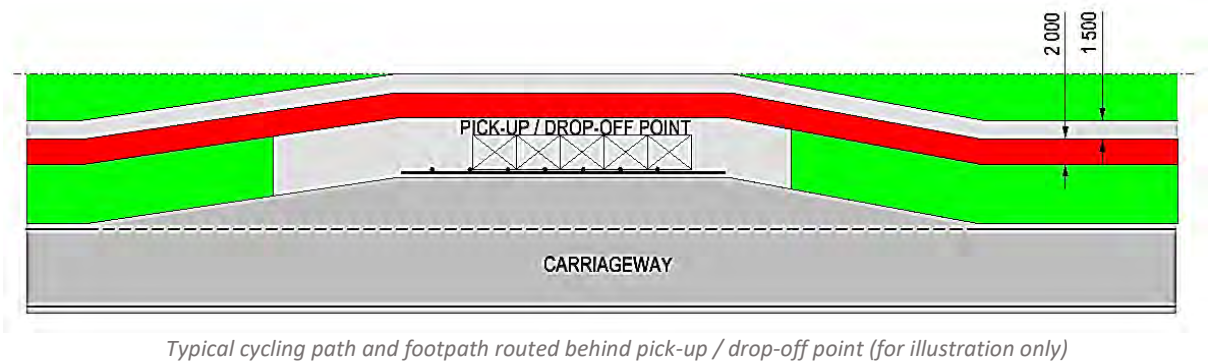 2 000
1 500
PICK-UP / DROP-OFF POINT
CARRIAGEWAY
Typical cycling path and footpath routed behind pick-up / drop-off point (for illustration only)